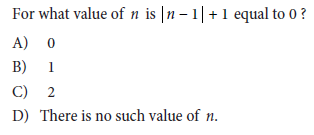 For what value of n is |n − 1| + 1 equal to 0 ?
A) 0
B) 1
C) 2
D) There is no such value of n.